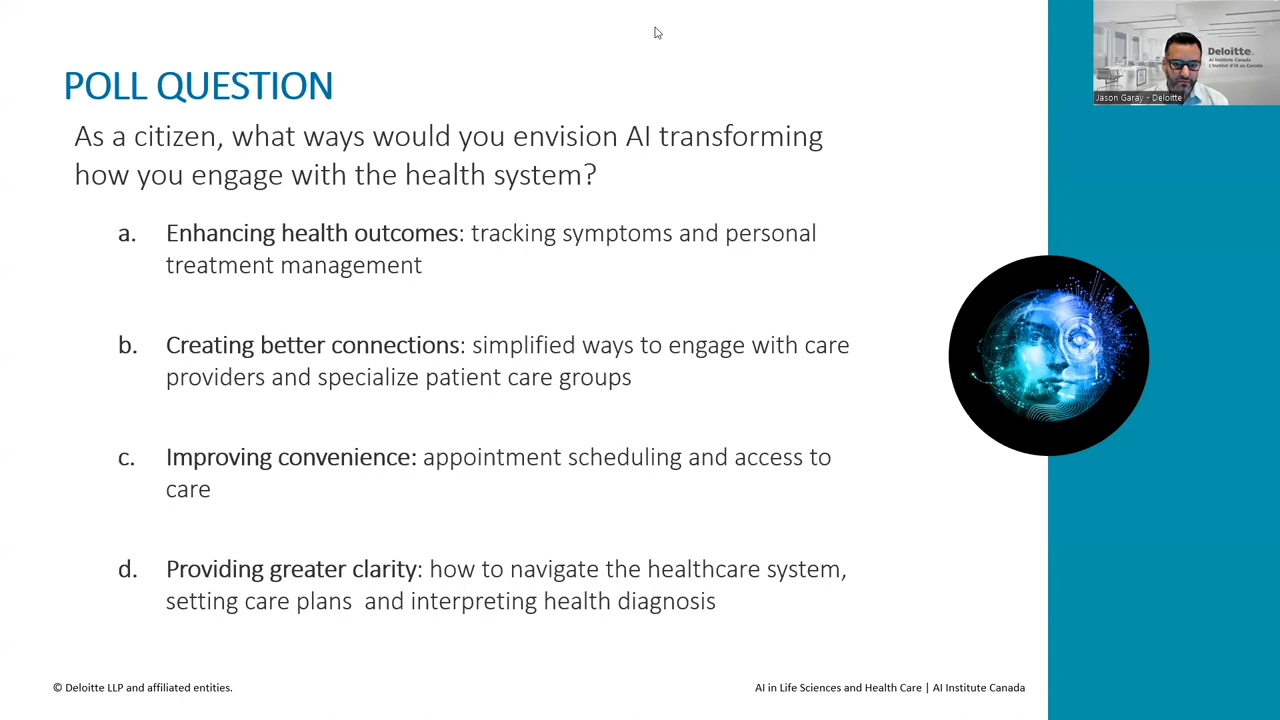 POLL QUESTION
As a citizen, what ways would you envision AI transforming
how you engage with the health system?
a. Enhancing health outcomes: tracking symptoms and personal
treatment management
b. Creating better connections: simplified ways to engage with care
providers and specialize patient care groups
c. Improving convenience: appointment scheduling and access to
care
d. Providing greater clarity: how to navigate the healthcare system,
setting care plans  and interpreting health diagnosis
© Deloitte LLP and affiliated entities.
AI in Life Sciences and Health Care | AI Institute Canada
Deloitte.
AI Institute Canada
L'Institut d'IA au Canada
Jason Garay - Deloitte